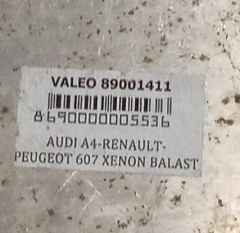 VALEO 89001411
8690000005536
AUDI A4-RENAULT-
PEUGEOT 607 XENON BALAST